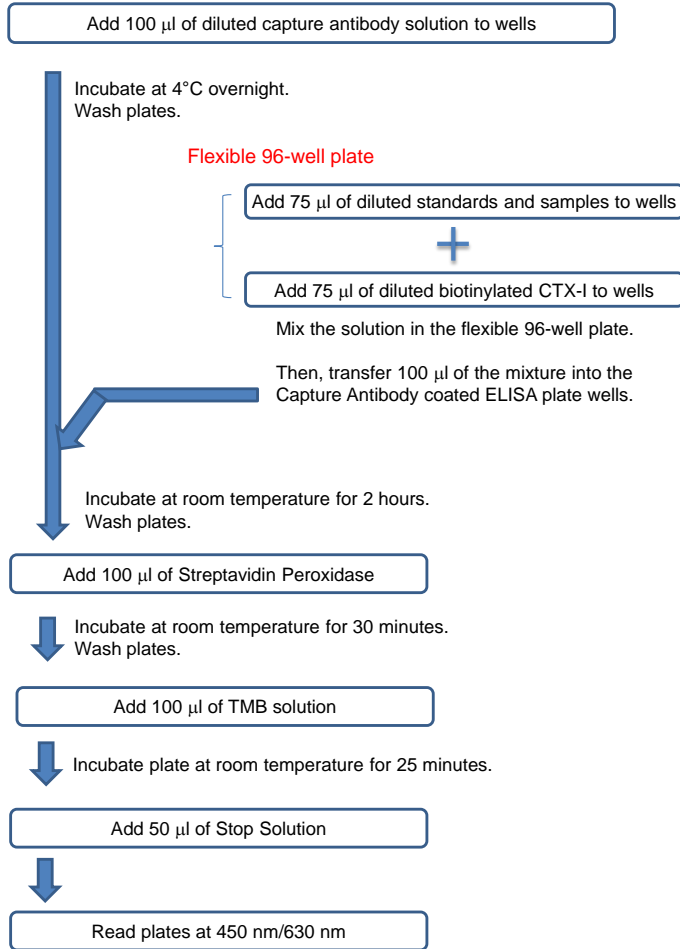 Add 100 μl of diluted capture antibody solution to wells
Incubate at 4°C overnight.
Wash plates.
Flexible 96-well plate
Add 75 μl of diluted standards and samples to wells
+
Add 75 μl of diluted biotinylated CTX-I to wells
Mix the solution in the flexible 96-well plate.
Then, transfer 100 μl of the mixture into the
Capture Antibody coated ELISA plate wells.
Incubate at room temperature for 2 hours.
Wash plates.
Add 100 μl of Streptavidin Peroxidase
Incubate at room temperature for 30 minutes.
Wash plates.
Add 100 μl of TMB solution
Incubate plate at room temperature for 25 minutes.
Add 50 μl of Stop Solution
Read plates at 450 nm/630 nm